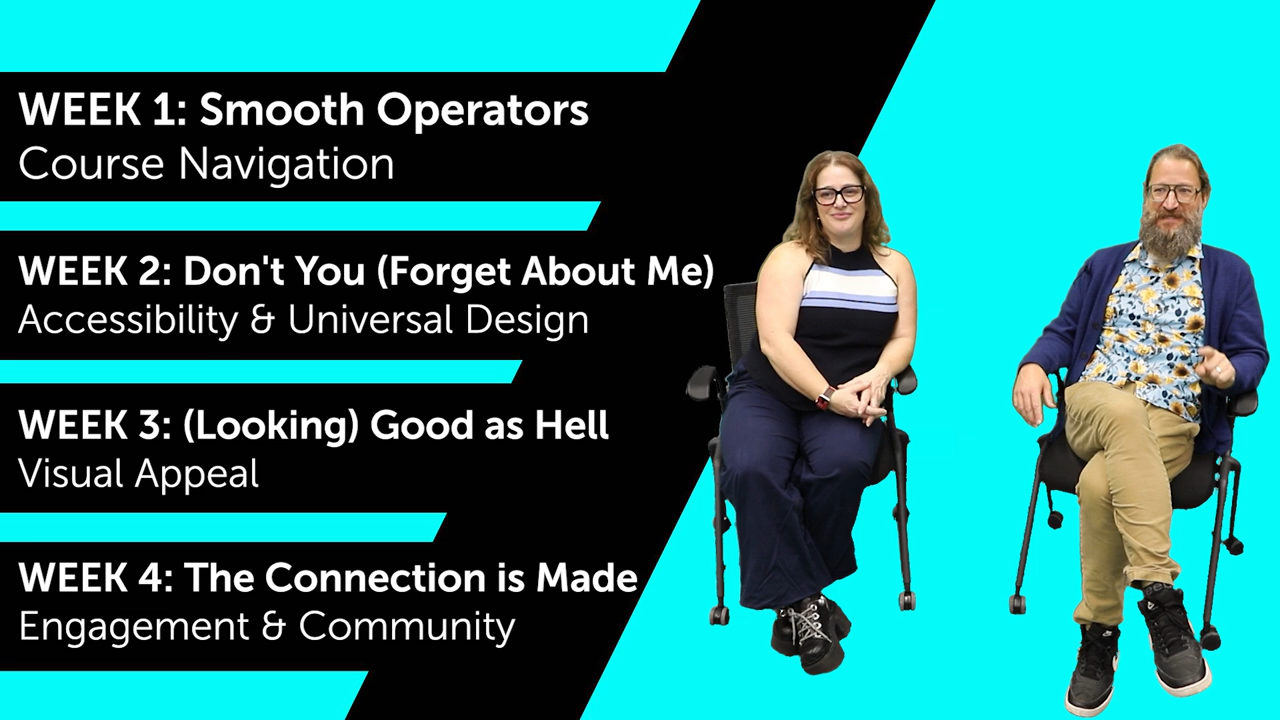 WEEK 1: Smooth Operators
Course Navigation
WEEK 2: Don't You (Forget About Me)
Accessibility & Universal Design
WEEK 3: (Looking) Good as Hell
Visual Appeal
WEEK 4: The Connection is Made
Engagement & Community